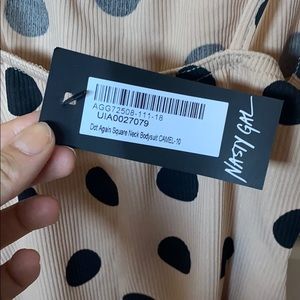 AGG72508-111-18
UIA0027079
Dot Again Square Neck Bodysuit CAMEL-10
NASTY GAL